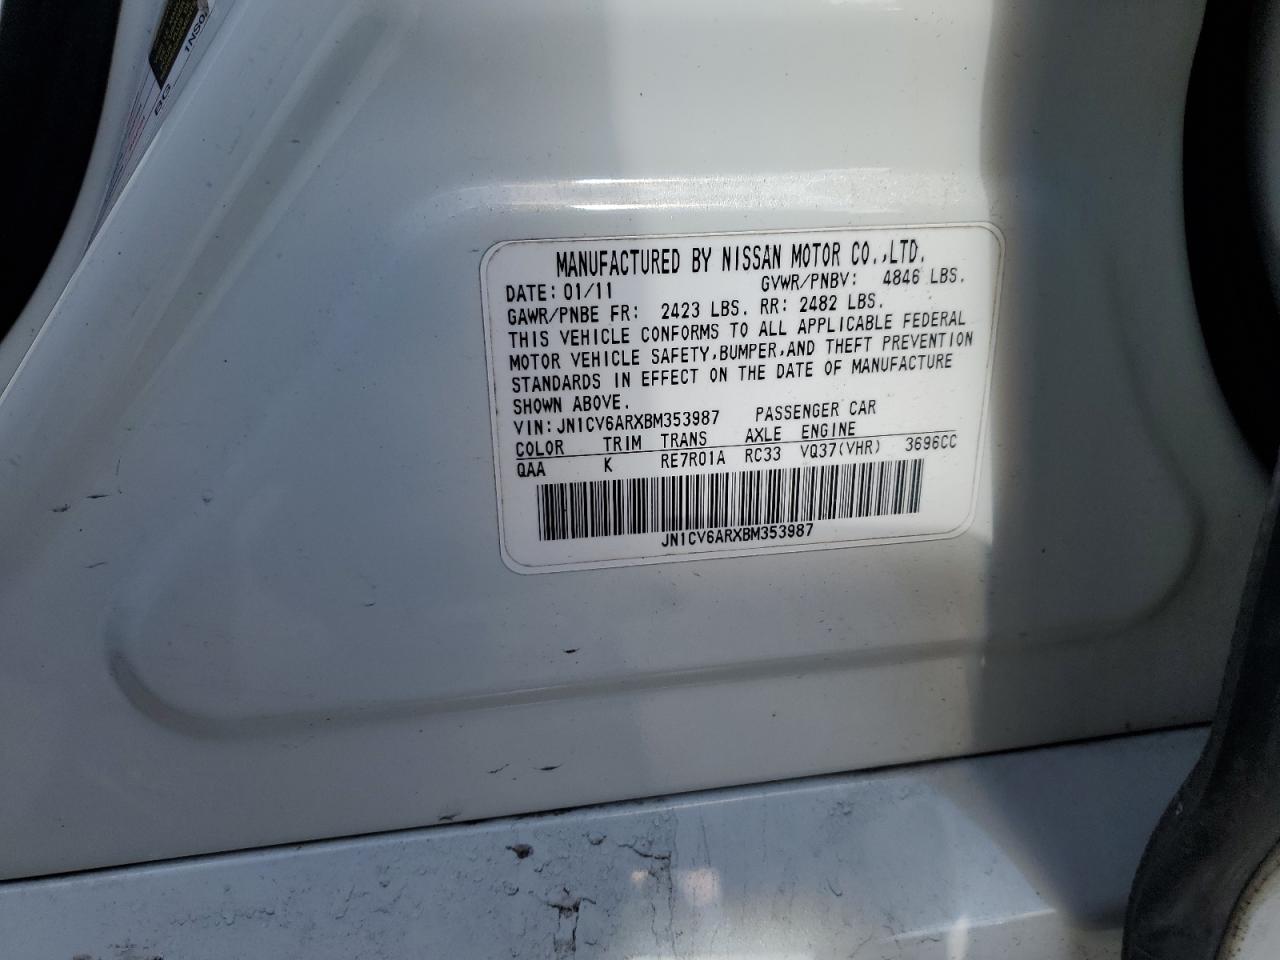 1NS0
BG
MANUFACTURED BY NISSAN MOTOR CO.,LTD.
DATE: 01/11 GVWR/PNBV: 4846 LBS.
GAWR/PNBE FR: 2423 LBS. RR: 2482 LBS.
THIS VEHICLE CONFORMS TO ALL APPLICABLE FEDERAL
MOTOR VEHICLE SAFETY,BUMPER,AND THEFT PREVENTION
STANDARDS IN EFFECT ON THE DATE OF MANUFACTURE
SHOWN ABOVE.
VIN:JN1CV6ARXBM353987 PASSENGER CAR
COLOR TRIM TRANS AXLE ENGINE
QAA K RE7R01A RC33 VQ37(VHR) 3696CC
JN1CV6ARXBM353987